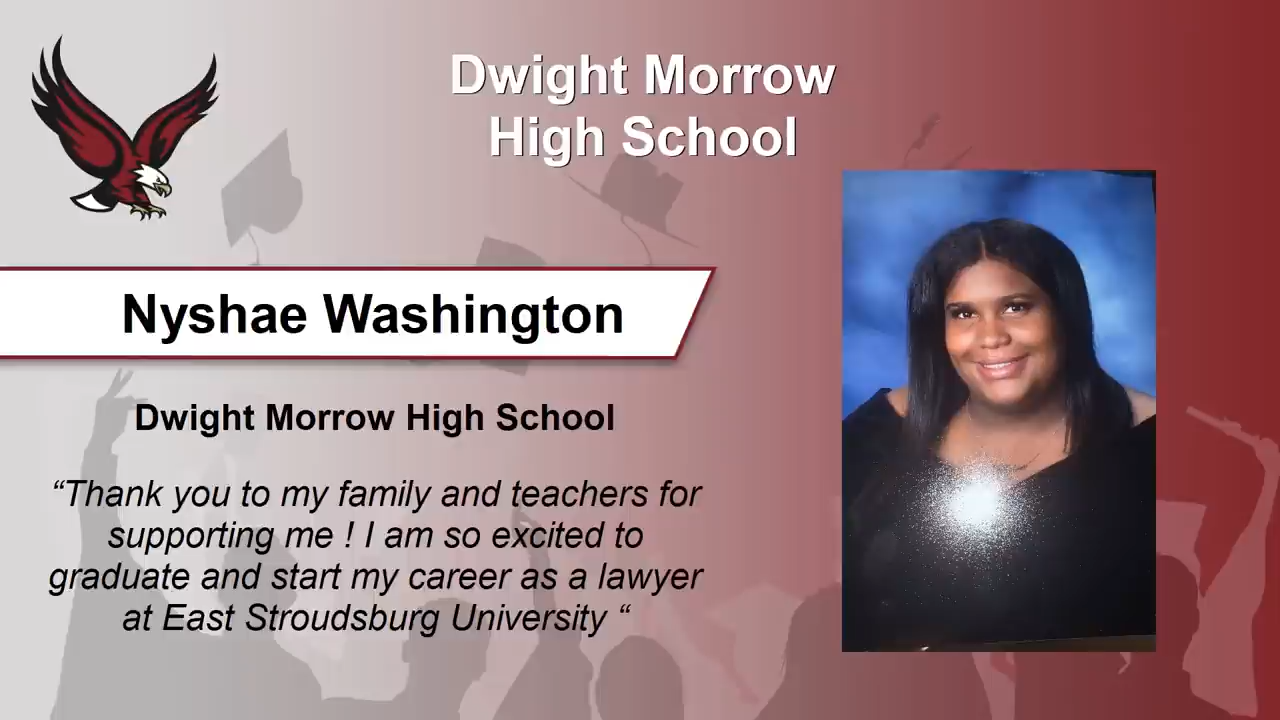 Dwight Morrow
High School
Nyshae Washington
Dwight Morrow High School
“Thank you to my family and teachers for
supporting me ! I am so excited to
graduate and start my career as a lawyer
at East Stroudsburg University “